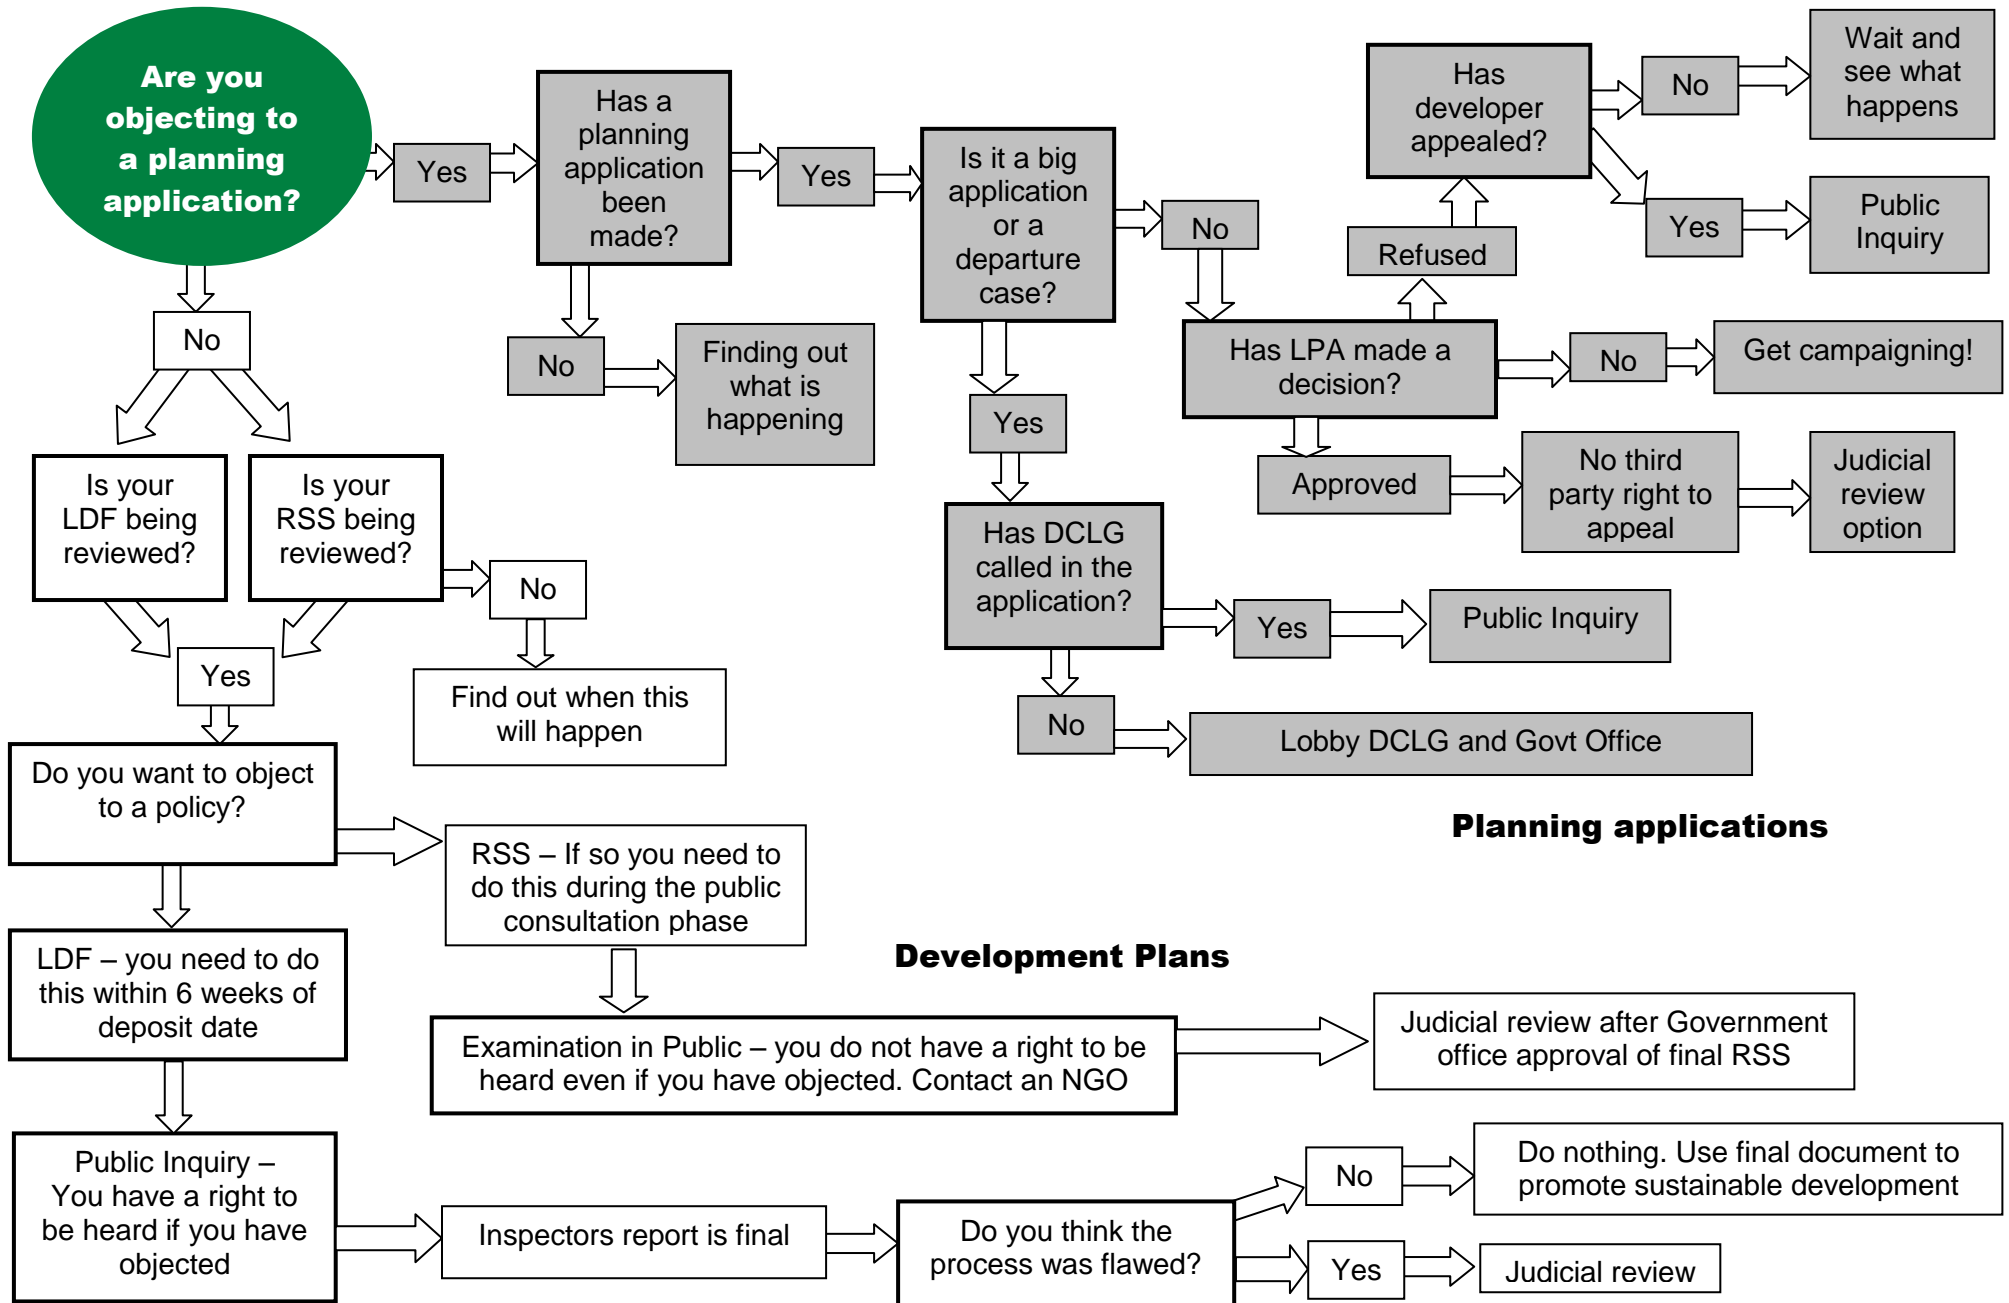 Are you
objecting to
a planning
application?
Yes
Has a
planning
application
been
made?
Yes
Is it a big
application
or a
departure
case?
No
Has
developer
appealed?
No
Wait and
see what
happens
Yes
Public
Inquiry
Refused
Has LPA made a
decision?
No
Get campaigning!
Approved
No third
party right to
appeal
Judicial
review
option
No
Finding out
what is
happening
Yes
Has DCLG
called in the
application?
Yes
Public Inquiry
No
Lobby DCLG and Govt Office
Planning applications
No
Is your
LDF being
reviewed?
Is your
RSS being
reviewed?
No
Find out when this
will happen
Yes
Do you want to object
to a policy?
RSS – If so you need to
do this during the public
consultation phase
Development Plans
LDF – you need to do
this within 6 weeks of
deposit date
Examination in Public – you do not have a right to be
heard even if you have objected. Contact an NGO
Judicial review after Government
office approval of final RSS
Public Inquiry –
You have a right to
be heard if you have
objected
Inspectors report is final
Do you think the
process was flawed?
No
Do nothing. Use final document to
promote sustainable development
Yes
Judicial review